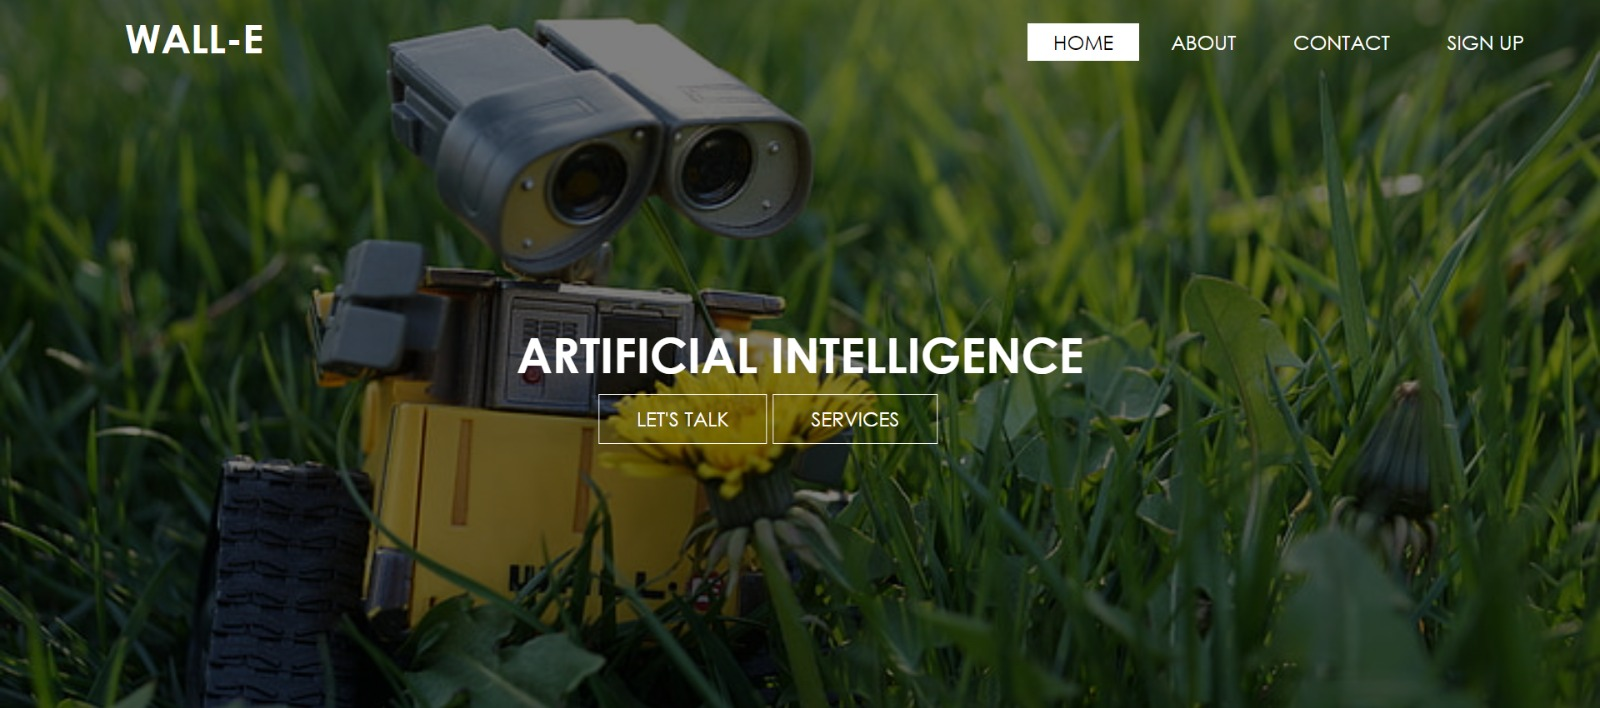 WALL-E
HOME ABOUT CONTACT SIGN UP
ARTIFICIAL INTELLIGENCE
LET'S TALK SERVICES